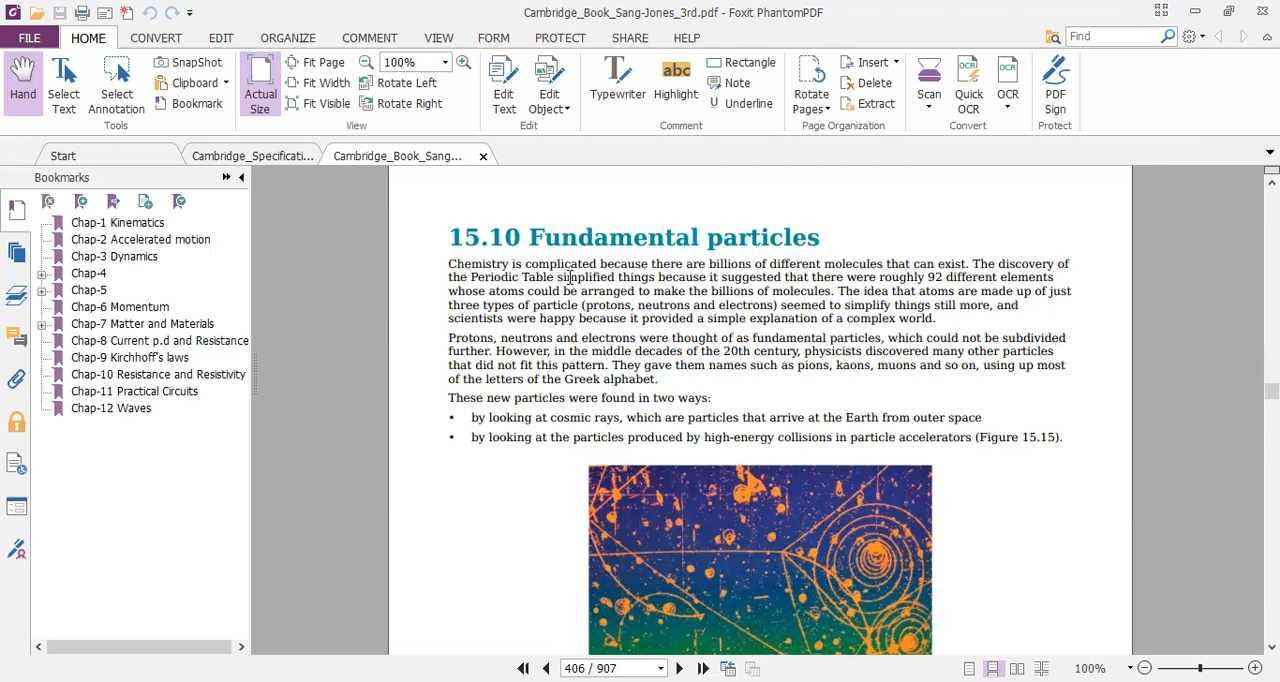 Cambridge_Book_Sang-Jones_3rd.pdf - Foxit PhantomPDF
FILE HOME CONVERT EDIT ORGANIZE COMMENT VIEW FORM PROTECT SHARE HELP Find
Hand
Select Text
Select Annotation
SnapShot
Clipboard
Bookmark
Tools
Actual Size
Fit Page
Fit Width
Fit Visible
100%
Rotate Left
Rotate Right
View
Edit Text
Edit Object
Edit
Typewriter
abc
Highlight
Rectangle
Note
U Underline
Comment
Rotate Pages
Insert
Delete
Extract
Page Organization
Scan
OCR
Quick OCR
OCR
OCR
Convert
PDF Sign
Protect
Start
Cambridge_Specificati...
Cambridge_Book_Sang...
Bookmarks
Chap-1 Kinematics
Chap-2 Accelerated motion
Chap-3 Dynamics
Chap-4
Chap-5
Chap-6 Momentum
Chap-7 Matter and Materials
Chap-8 Current p.d and Resistance
Chap-9 Kirchhoff's laws
Chap-10 Resistance and Resistivity
Chap-11 Practical Circuits
Chap-12 Waves
15.10 Fundamental particles
Chemistry is complicated because there are billions of different molecules that can exist. The discovery of
the Periodic Table simplified things because it suggested that there were roughly 92 different elements
whose atoms could be arranged to make the billions of molecules. The idea that atoms are made up of just
three types of particle (protons, neutrons and electrons) seemed to simplify things still more, and
scientists were happy because it provided a simple explanation of a complex world.
Protons, neutrons and electrons were thought of as fundamental particles, which could not be subdivided
further. However, in the middle decades of the 20th century, physicists discovered many other particles
that did not fit this pattern. They gave them names such as pions, kaons, muons and so on, using up most
of the letters of the Greek alphabet.
These new particles were found in two ways:
• by looking at cosmic rays, which are particles that arrive at the Earth from outer space
• by looking at the particles produced by high-energy collisions in particle accelerators (Figure 15.15).
406 / 907
100%